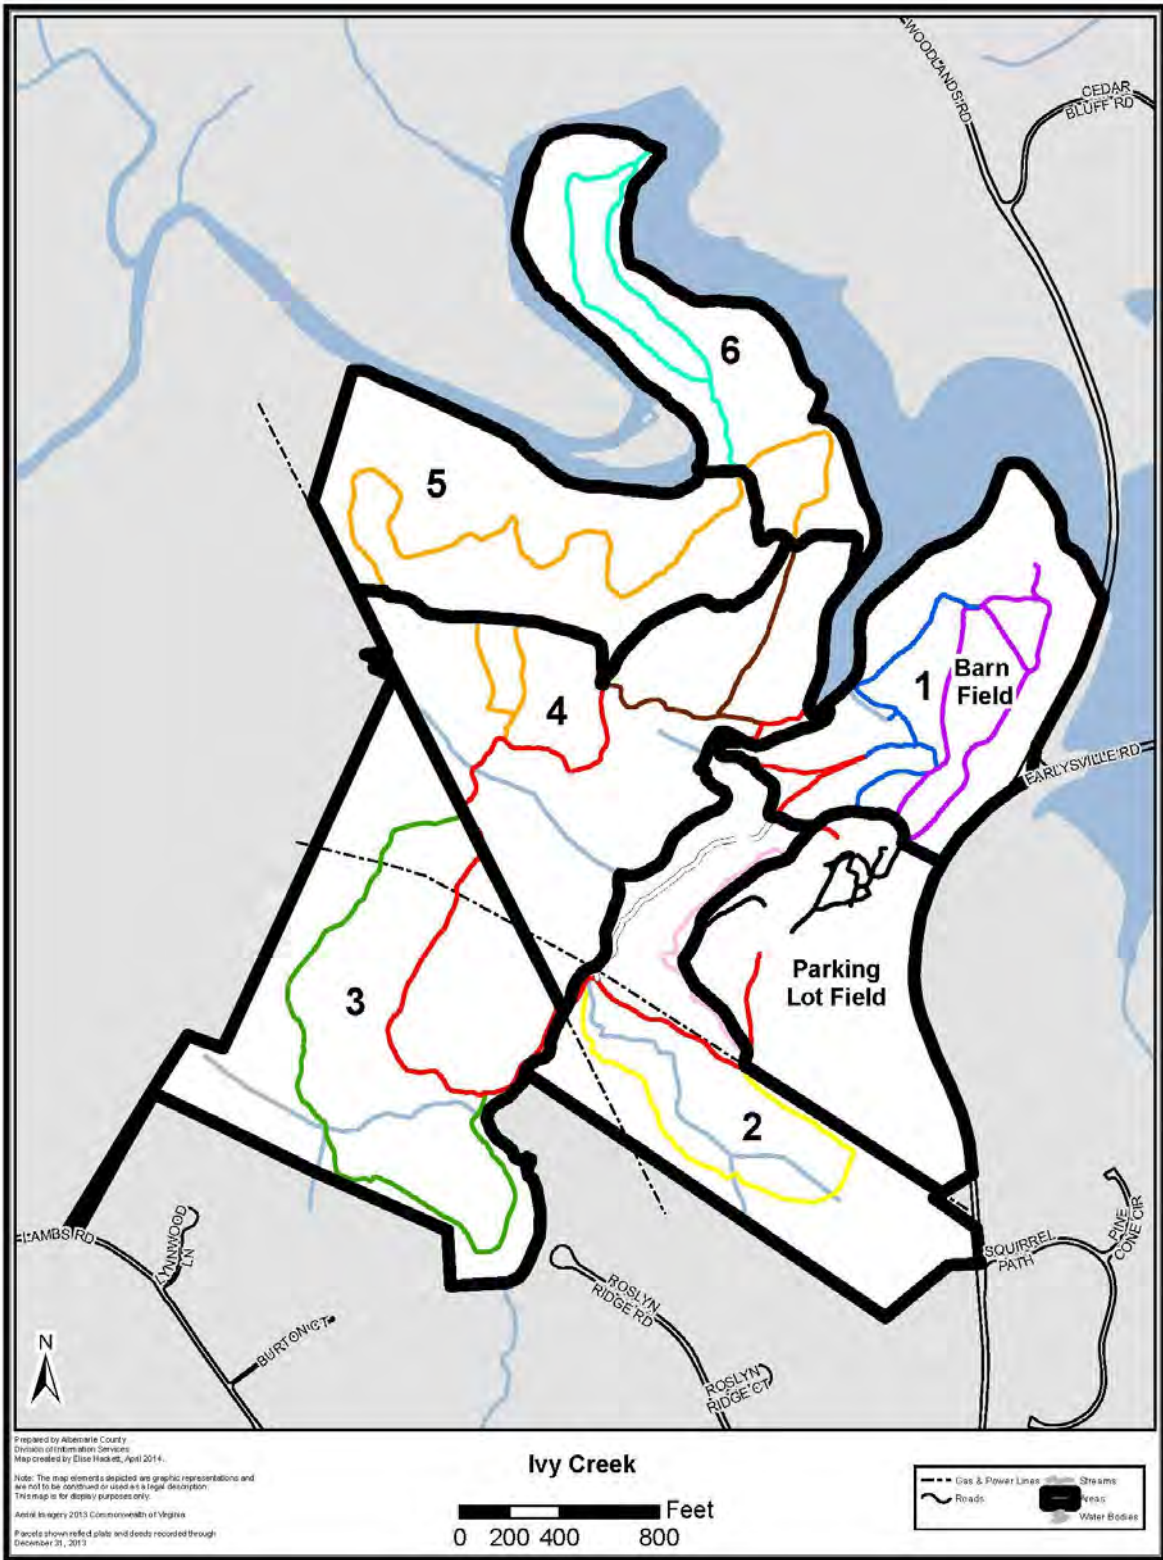 WOODLANDS RD
CEDAR
BLUFF RD
6
5
1
Barn
Field
4
EARLYSVILLE RD
3
Parking
Lot Field
2
LAMBS RD
LYNNWOOD
LN
BURTON CT
ROSLYN
RIDGE RD
ROSLYN
RIDGE CT
SQUIRREL
PATH
PINE
CONE CIR
N
Prepared by Albemarle County
Division of Information Services
Map created by Elise Hackett, April 2014.
Note: The map elements depicted are graphic representations and
are not to be construed or used as a legal description.
This map is for display purposes only.
Aerial Imagery 2013 Commonwealth of Virginia
Parcels shown reflect plats and deeds recorded through
December 31, 2013
Ivy Creek
Feet
0 200 400 800
Gas & Power Lines
Roads
Streams
Areas
Water Bodies